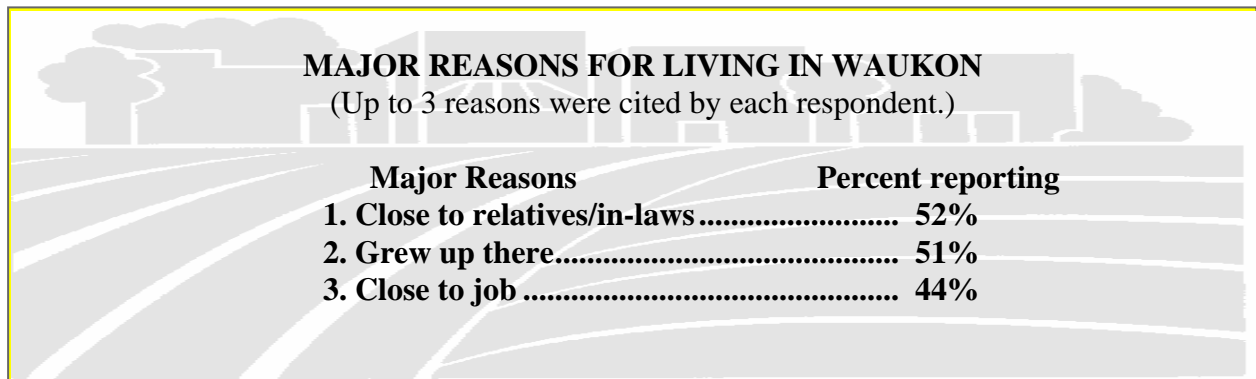 MAJOR REASONS FOR LIVING IN WAUKON
(Up to 3 reasons were cited by each respondent.)
Major Reasons Percent reporting
1. Close to relatives/in-laws .......................... 52%
2. Grew up there............................................ 51%
3. Close to job ................................................ 44%